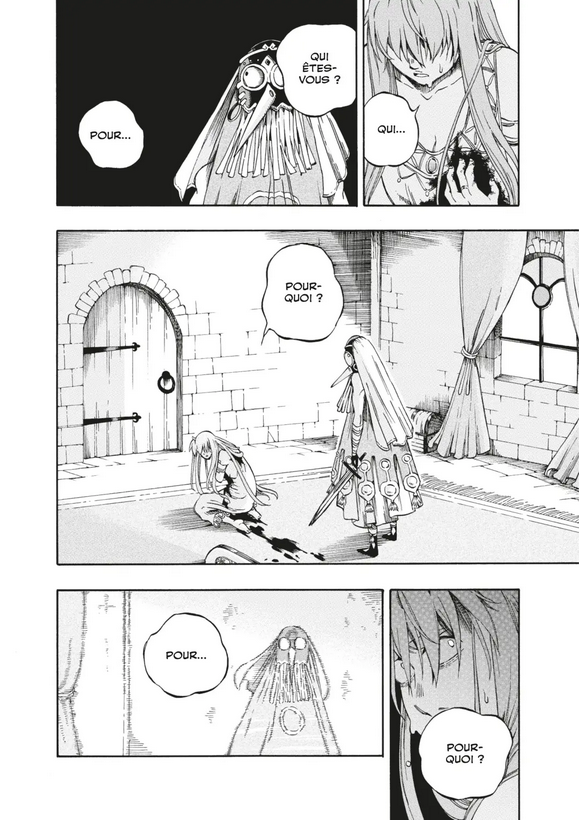 QUI...
QUI
ÊTES-
VOUS ?
POUR...
POUR-
QUOI ?
POUR-
QUOI ?
POUR...